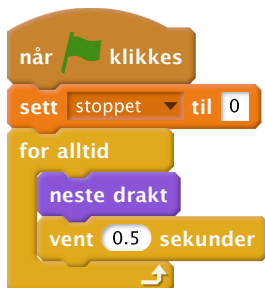 når klikkes
sett stoppet til 0
for alltid
neste drakt
vent 0.5 sekunder